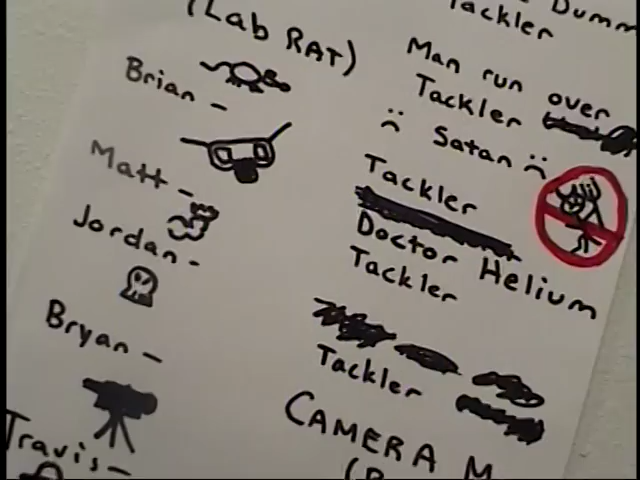 Dumm
Tackler
(Lab RAT)
Man run over
Brian -
Tackler
Satan
Matt -
Tackler
Jordan -
Doctor Helium
Tackler
Bryan -
Tackler
CAMERA M
Travis -